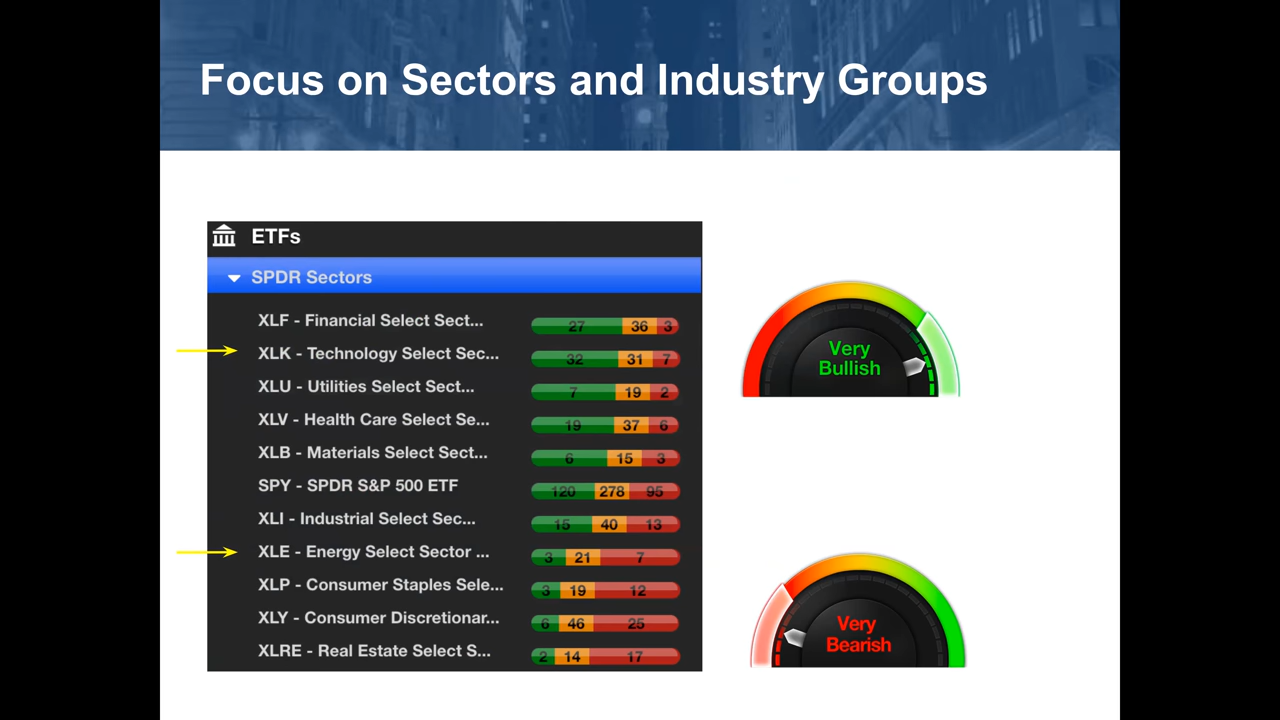 Focus on Sectors and Industry Groups
ETFs
SPDR Sectors
XLF - Financial Select Sect... 27 36 3
XLK - Technology Select Sec... 32 31 7
XLU - Utilities Select Sect... 7 19 2
XLV - Health Care Select Se... 19 37 6
XLB - Materials Select Sect... 6 15 3
SPY - SPDR S&P 500 ETF 120 278 95
XLI - Industrial Select Sec... 15 40 13
XLE - Energy Select Sector ... 3 21 7
XLP - Consumer Staples Sele... 3 19 12
XLY - Consumer Discretionar... 6 46 25
XLRE - Real Estate Select S... 2 14 17
Very
Bullish
Very
Bearish